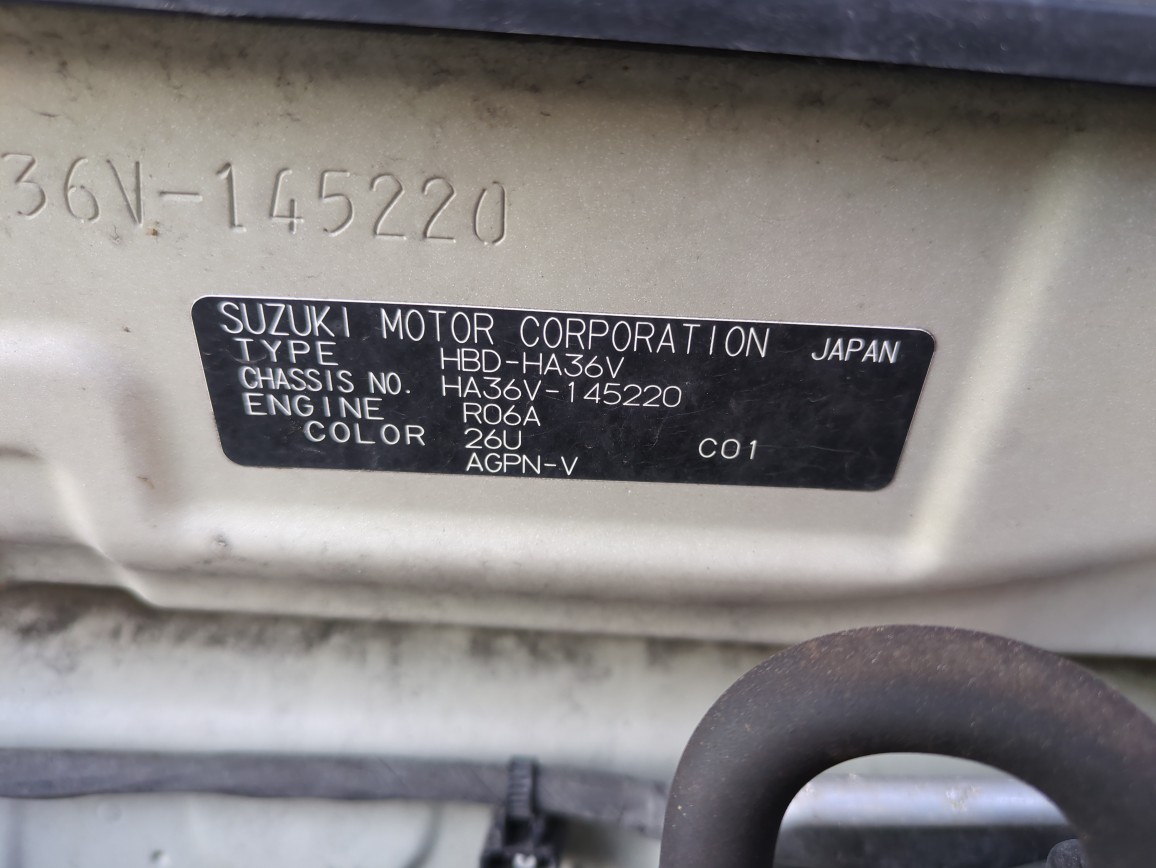 36V-145220
SUZUKI MOTOR CORPORATION JAPAN
TYPE HBD-HA36V
CHASSIS NO. HA36V-145220
ENGINE R06A
COLOR 26U C01
AGPN-V